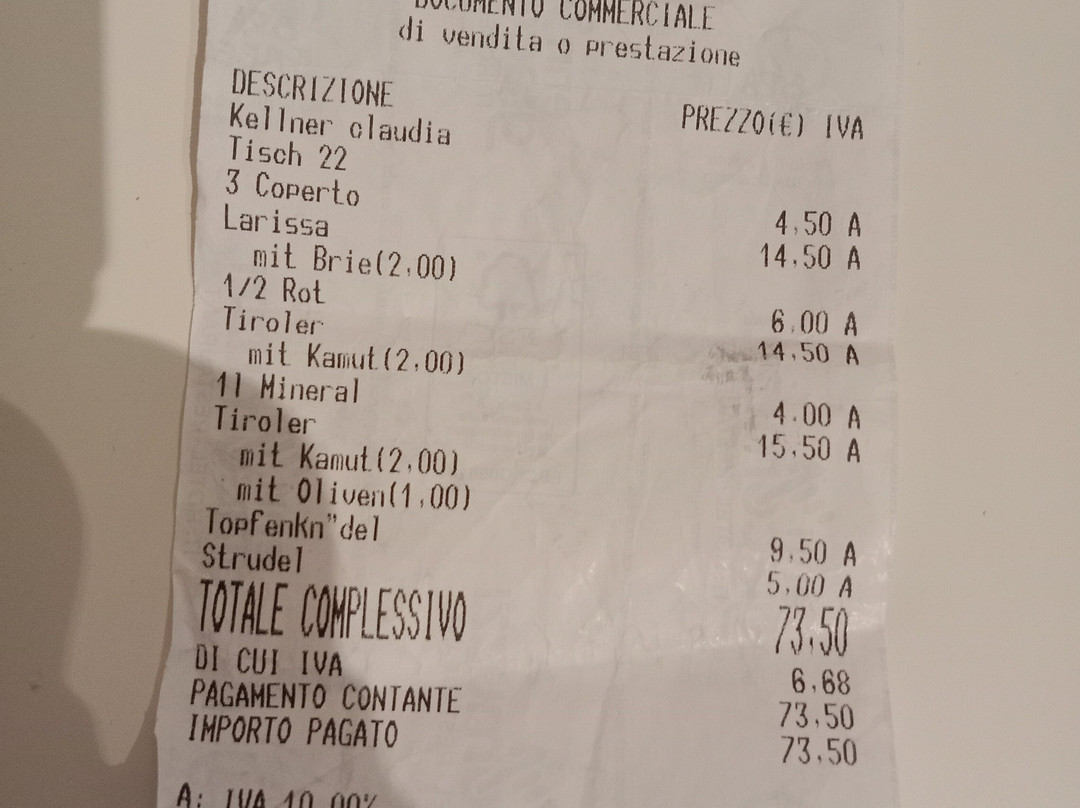 DOCUMENTO COMMERCIALE
di vendita o prestazione
DESCRIZIONE PREZZO(€) IVA
Kellner claudia
Tisch 22
3 Coperto 4,50 A
Larissa 14,50 A
mit Brie(2,00)
1/2 Rot 6,00 A
Tiroler 14,50 A
mit Kamut(2,00)
1l Mineral 4,00 A
Tiroler 15,50 A
mit Kamut(2,00)
mit Oliven(1,00)
Topfenkn"del 9,50 A
Strudel 5,00 A
TOTALE COMPLESSIVO 73,50
DI CUI IVA 6,68
PAGAMENTO CONTANTE 73,50
IMPORTO PAGATO 73,50
A: IVA 10,00%